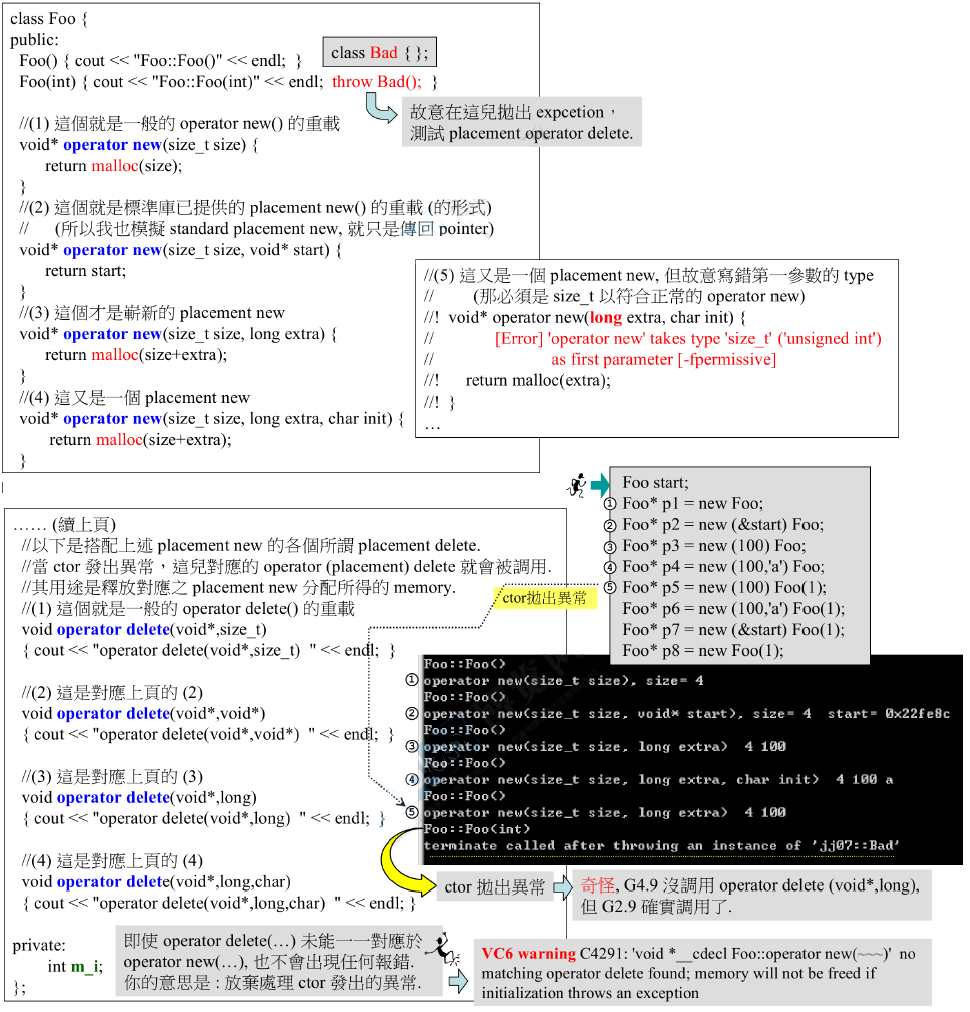 class Foo {
public:
Foo() { cout << "Foo::Foo()" << endl; }
class Bad { };
Foo(int) { cout << "Foo::Foo(int)" << endl; throw Bad(); }
故意在這兒拋出 expcetion，
測試 placement operator delete.
//(1) 這個就是一般的 operator new() 的重載
void* operator new(size_t size) {
return malloc(size);
}
//(2) 這個就是標準庫已提供的 placement new() 的重載 (的形式)
// (所以我也模擬 standard placement new, 就只是傳回 pointer)
void* operator new(size_t size, void* start) {
return start;
}
//(3) 這個才是嶄新的 placement new
void* operator new(size_t size, long extra) {
return malloc(size+extra);
}
//(4) 這又是一個 placement new
void* operator new(size_t size, long extra, char init) {
return malloc(size+extra);
}
//(5) 這又是一個 placement new, 但故意寫錯第一參數的 type
// (那必須是 size_t 以符合正常的 operator new)
//! void* operator new(long extra, char init) {
// [Error] 'operator new' takes type 'size_t' ('unsigned int')
// as first parameter [-fpermissive]
//! return malloc(extra);
//! }
…
Foo start;
① Foo* p1 = new Foo;
② Foo* p2 = new (&start) Foo;
③ Foo* p3 = new (100) Foo;
④ Foo* p4 = new (100,'a') Foo;
⑤ Foo* p5 = new (100) Foo(1);
Foo* p6 = new (100,'a') Foo(1);
Foo* p7 = new (&start) Foo(1);
Foo* p8 = new Foo(1);
…… (續上頁)
//以下是搭配上述 placement new 的各個所謂 placement delete.
//當 ctor 發出異常，這兒對應的 operator (placement) delete 就會被調用.
//其用途是釋放對應之 placement new 分配所得的 memory.
ctor拋出異常
//(1) 這個就是一般的 operator delete() 的重載
void operator delete(void*,size_t)
{ cout << "operator delete(void*,size_t) " << endl; }
//(2) 這是對應上頁的 (2)
void operator delete(void*,void*)
{ cout << "operator delete(void*,void*) " << endl; }
//(3) 這是對應上頁的 (3)
void operator delete(void*,long)
{ cout << "operator delete(void*,long) " << endl; }
//(4) 這是對應上頁的 (4)
void operator delete(void*,long,char)
{ cout << "operator delete(void*,long,char) " << endl; }
private:
int m_i;
};
Foo::Foo()
① operator new(size_t size), size= 4
Foo::Foo()
② operator new(size_t size, void* start), size= 4 start= 0x22fe8c
Foo::Foo()
③ operator new(size_t size, long extra) 4 100
Foo::Foo()
④ operator new(size_t size, long extra, char init) 4 100 a
Foo::Foo()
⑤ operator new(size_t size, long extra) 4 100
Foo::Foo(int)
terminate called after throwing an instance of 'jj07::Bad'
ctor 拋出異常
奇怪, G4.9 沒調用 operator delete (void*,long),
但 G2.9 確實調用了.
即使 operator delete(…) 未能一一對應於
operator new(…), 也不會出現任何報錯.
你的意思是 : 放棄處理 ctor 發出的異常.
VC6 warning C4291: 'void *__cdecl Foo::operator new(~~~)' no
matching operator delete found; memory will not be freed if
initialization throws an exception